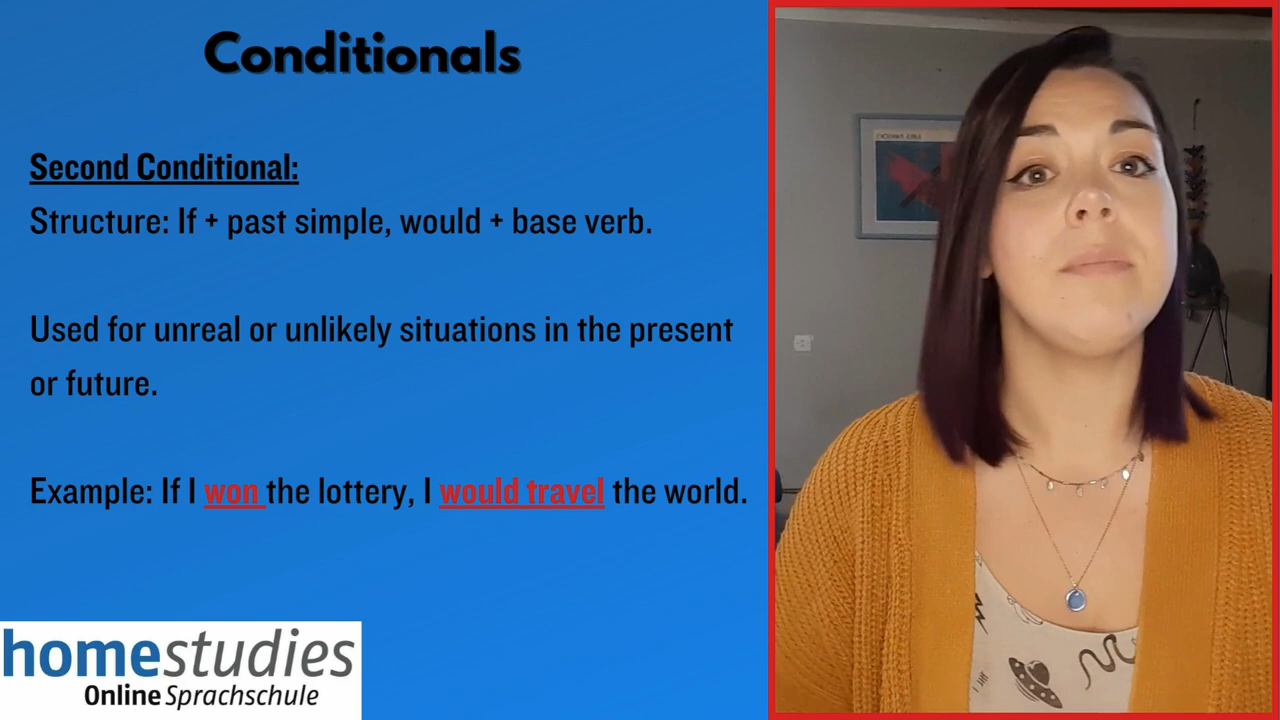 Conditionals
Second Conditional:
Structure: If + past simple, would + base verb.
Used for unreal or unlikely situations in the present
or future.
Example: If I won the lottery, I would travel the world.
homestudies
Online Sprachschule